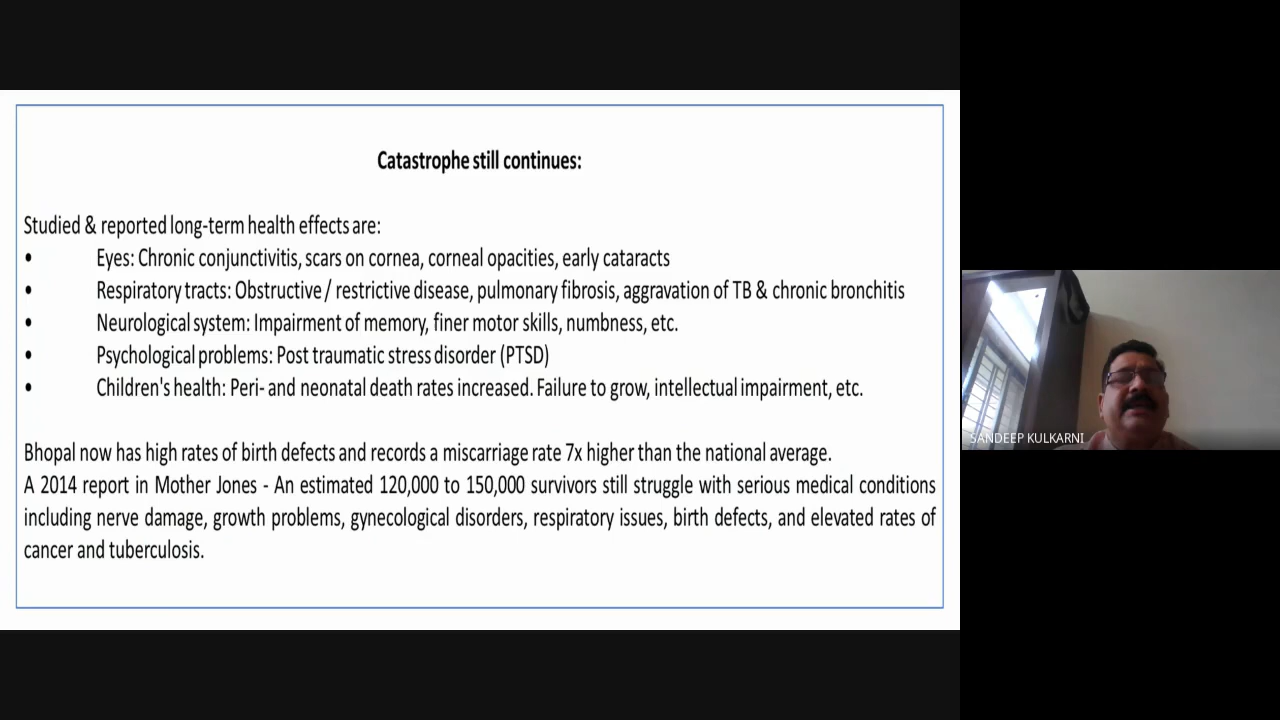 Catastrophe still continues:
Studied & reported long-term health effects are:
• Eyes: Chronic conjunctivitis, scars on cornea, corneal opacities, early cataracts
• Respiratory tracts: Obstructive / restrictive disease, pulmonary fibrosis, aggravation of TB & chronic bronchitis
• Neurological system: Impairment of memory, finer motor skills, numbness, etc.
• Psychological problems: Post traumatic stress disorder (PTSD)
• Children's health: Peri- and neonatal death rates increased. Failure to grow, intellectual impairment, etc.
Bhopal now has high rates of birth defects and records a miscarriage rate 7x higher than the national average.
A 2014 report in Mother Jones - An estimated 120,000 to 150,000 survivors still struggle with serious medical conditions
including nerve damage, growth problems, gynecological disorders, respiratory issues, birth defects, and elevated rates of
cancer and tuberculosis.
SANDEEP KULKARNI